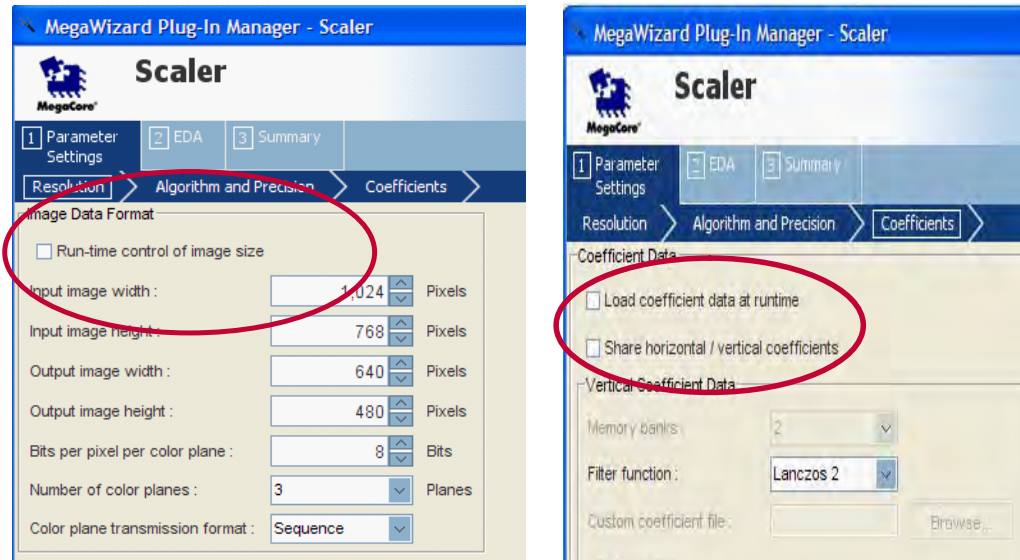 MegaWizard Plug-In Manager - Scaler
MegaCore'
Scaler
1 Parameter Settings
2 EDA
3 Summary
Resolution
Algorithm and Precision
Coefficients
Image Data Format
Run-time control of image size
Input image width : 1,024 Pixels
Input image height : 768 Pixels
Output image width : 640 Pixels
Output image height : 480 Pixels
Bits per pixel per color plane : 8 Bits
Number of color planes : 3 Planes
Color plane transmission format : Sequence
MegaWizard Plug-In Manager - Scaler
MegaCore'
Scaler
1 Parameter Settings
2 EDA
3 Summary
Resolution
Algorithm and Precision
Coefficients
Coefficient Data
Load coefficient data at runtime
Share horizontal / vertical coefficients
Vertical Coefficient Data
Memory banks : 2
Filter function : Lanczos 2
Custom coefficient file : Browse...